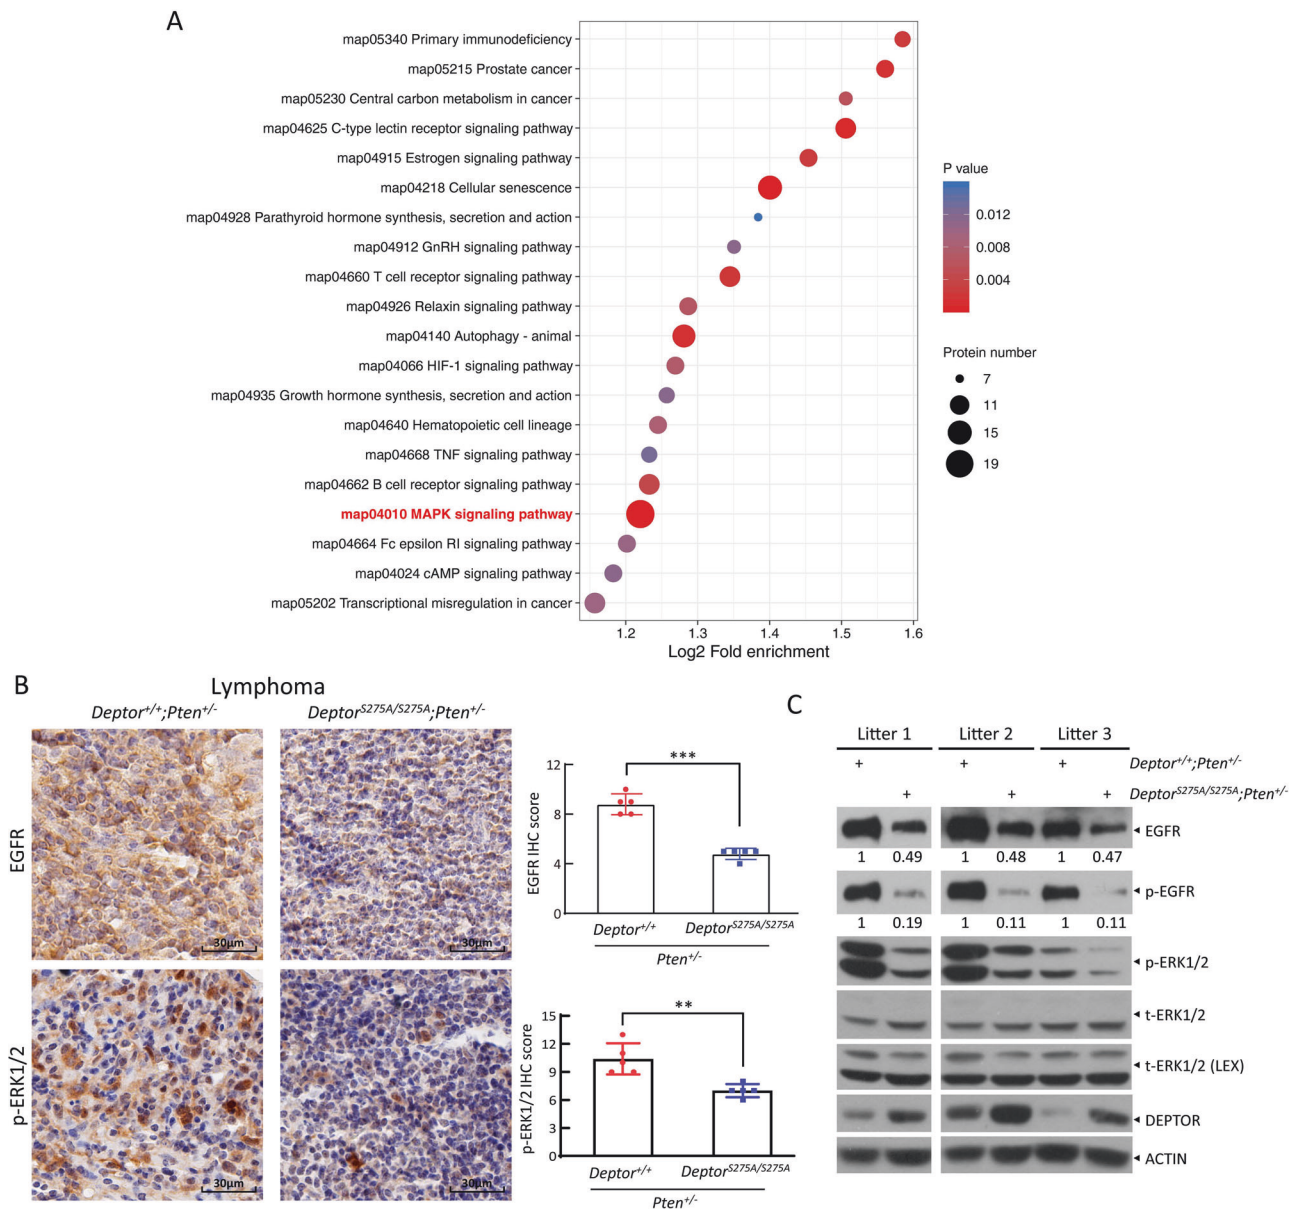 A
map05340 Primary immunodeficiency
map05215 Prostate cancer
map05230 Central carbon metabolism in cancer
map04625 C-type lectin receptor signaling pathway
map04915 Estrogen signaling pathway
map04218 Cellular senescence
map04928 Parathyroid hormone synthesis, secretion and action
map04912 GnRH signaling pathway
map04660 T cell receptor signaling pathway
map04926 Relaxin signaling pathway
map04140 Autophagy - animal
map04066 HIF-1 signaling pathway
map04935 Growth hormone synthesis, secretion and action
map04640 Hematopoietic cell lineage
map04668 TNF signaling pathway
map04662 B cell receptor signaling pathway
map04010 MAPK signaling pathway
map04664 Fc epsilon RI signaling pathway
map04024 cAMP signaling pathway
map05202 Transcriptional misregulation in cancer
1.2 1.3 1.4 1.5 1.6
Log2 Fold enrichment
P value
0.012
0.008
0.004
Protein number
7
11
15
19
B
Lymphoma
Deptor+/+;Pten+/-
DeptorS275A/S275A;Pten+/-
EGFR
30μm
30μm
p-ERK1/2
30μm
30μm
EGFR IHC score
12
8
4
0
***
Deptor+/+
DeptorS275A/S275A
Pten+/-
p-ERK1/2 IHC score
15
12
9
6
3
0
**
Deptor+/+
DeptorS275A/S275A
Pten+/-
C
Litter 1 Litter 2 Litter 3
+ + + Deptor+/+;Pten+/-
+ + + DeptorS275A/S275A;Pten+/-
EGFR
1 0.49 1 0.48 1 0.47
p-EGFR
1 0.19 1 0.11 1 0.11
p-ERK1/2
t-ERK1/2
t-ERK1/2 (LEX)
DEPTOR
ACTIN